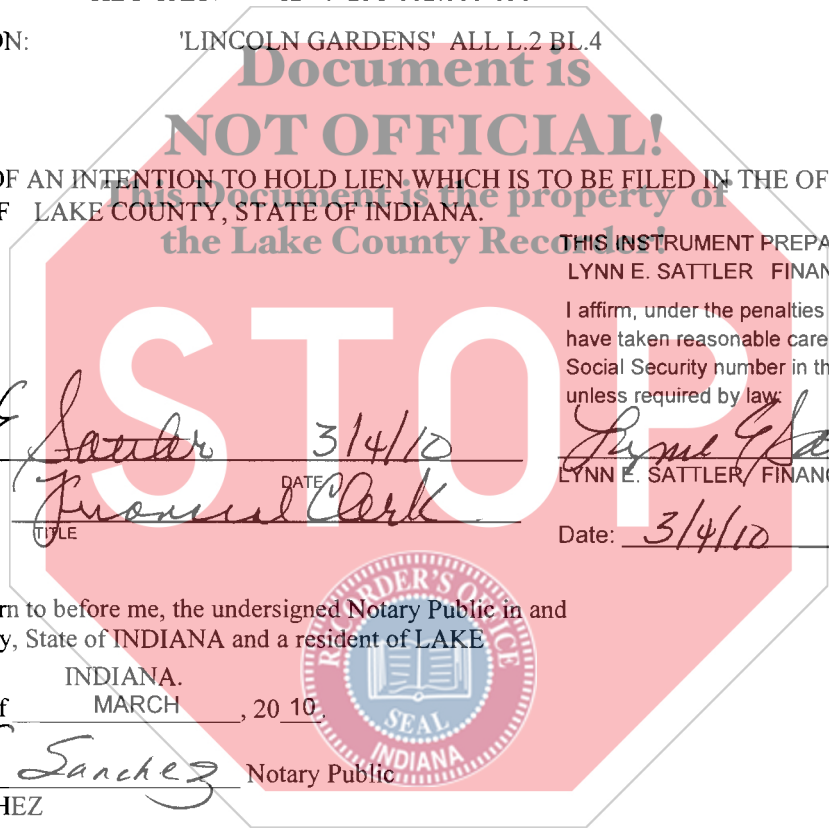 ON: 'LINCOLN GARDENS' ALL L.2 BL.4
Document is
NOT OFFICIAL!
OF AN INTENTION TO HOLD LIEN WHICH IS TO BE FILED IN THE OF
This Document is the property of
F LAKE COUNTY, STATE OF INDIANA.
the Lake County Recorder!
THIS INSTRUMENT PREPA
LYNN E. SATTLER FINAN
I affirm, under the penalties
have taken reasonable care
Social Security number in th
unless required by law:
STOP
Sattler 3/4/10
DATE
Financial Clerk
TITLE
Lynne E Sa
LYNN E. SATTLER, FINANC
Date: 3/4/10
rn to before me, the undersigned Notary Public in and
y, State of INDIANA and a resident of LAKE
INDIANA.
f MARCH, 20 10.
Sanchez Notary Public
HEZ
RECORDER'S OFFICE
SEAL
INDIANA